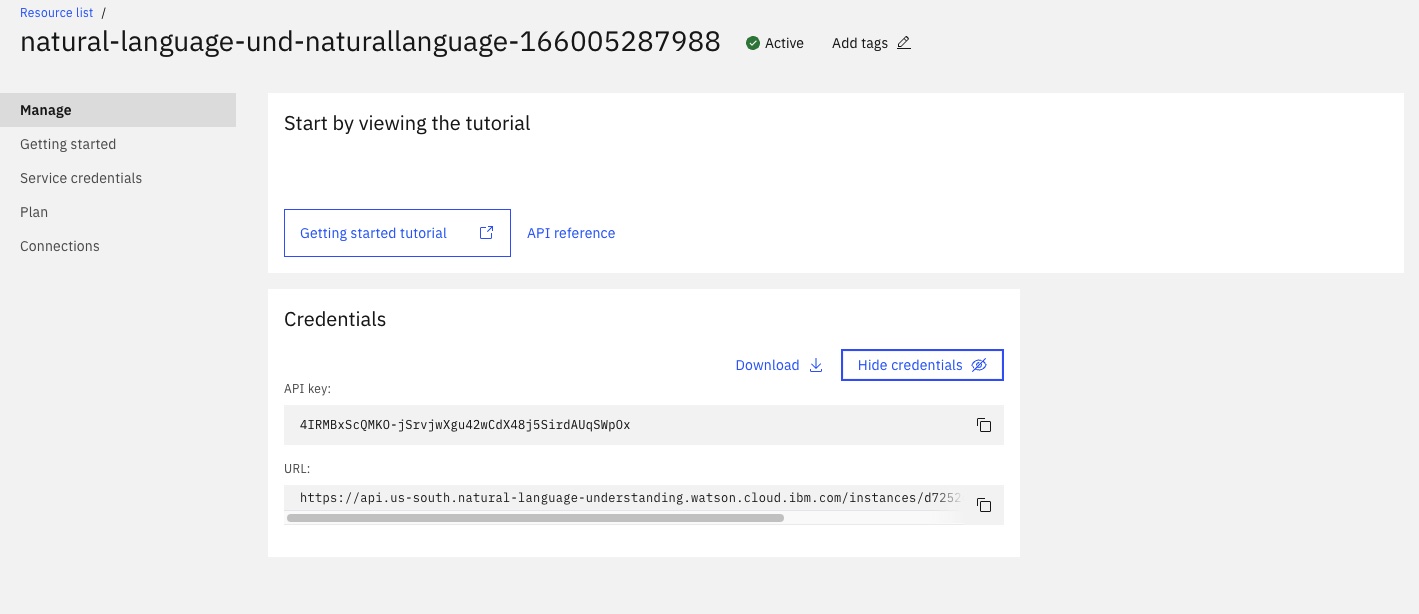 Resource list /
natural-language-und-naturallanguage-166005287988 Active Add tags
Manage
Getting started
Service credentials
Plan
Connections
Start by viewing the tutorial
Getting started tutorial API reference
Credentials
Download Hide credentials
API key:
4IRMBxScQMKO-jSrvjwXgu42wCdX48j5SirdAUqSWpOx
URL:
https://api.us-south.natural-language-understanding.watson.cloud.ibm.com/instances/d7252